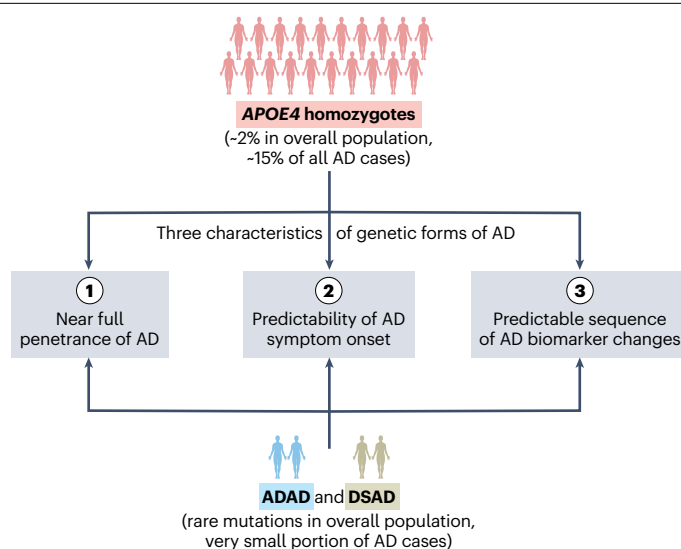 APOE4 homozygotes
(~2% in overall population,
~15% of all AD cases)
Three characteristics of genetic forms of AD
1
Near full
penetrance of AD
2
Predictability of AD
symptom onset
3
Predictable sequence
of AD biomarker changes
ADAD and DSAD
(rare mutations in overall population,
very small portion of AD cases)